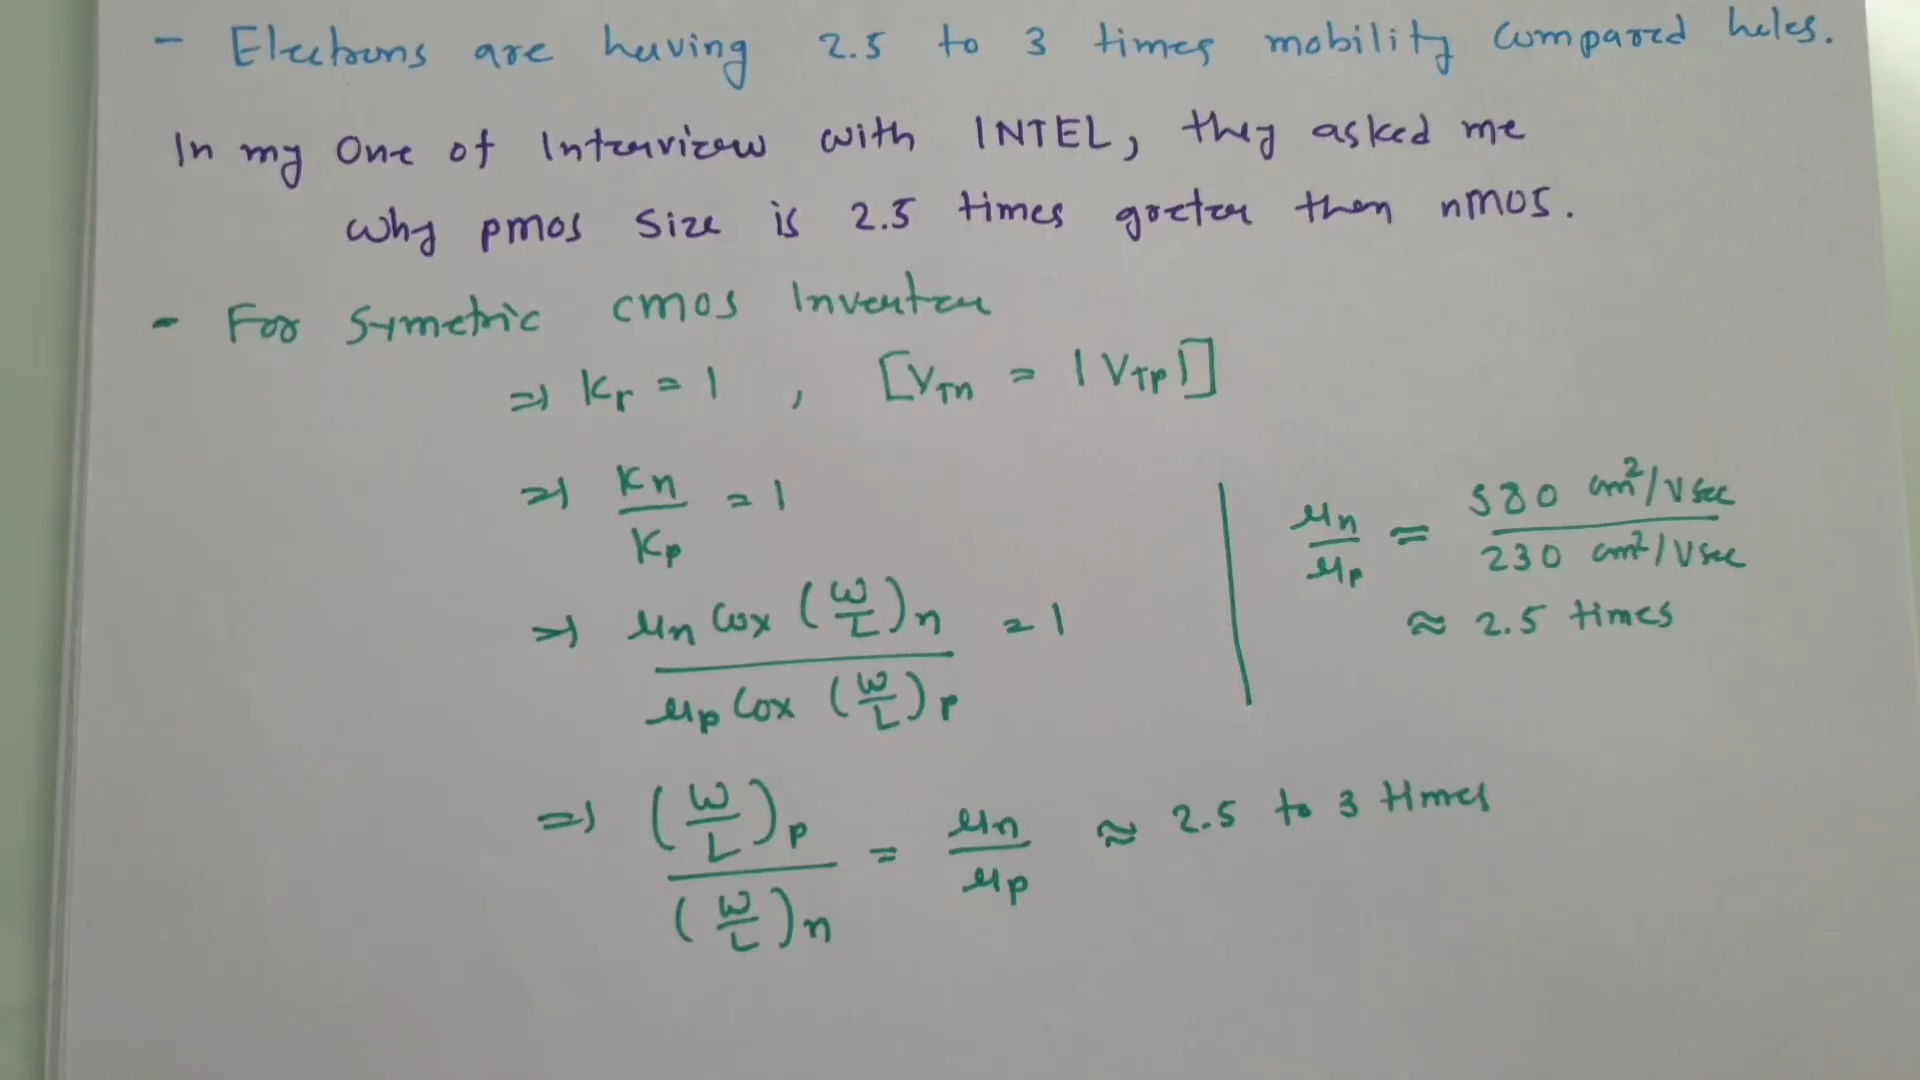 - Electrons are having 2.5 to 3 times mobility compared holes.
In my one of Interview with INTEL, they asked me
why pmos size is 2.5 times greter then nmos.
- For symetric cmos Inverter
⇒ Kr = 1 , [VTn = |VTp|]
⇒ Kn / Kp = 1
⇒ μn Cox (W/L)n / μp Cox (W/L)p = 1
⇒ (W/L)p / (W/L)n = μn / μp ≈ 2.5 to 3 times
μn / μp = 580 cm²/Vsec / 230 cm²/Vsec
≈ 2.5 times